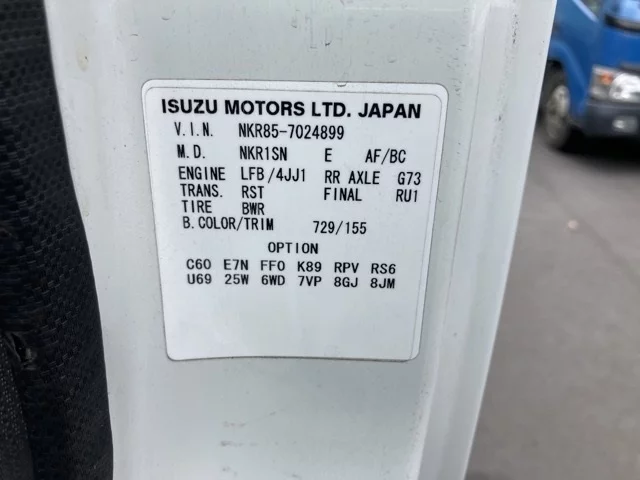 ISUZU MOTORS LTD. JAPAN
V.I.N. NKR85-7024899
M.D. NKR1SN E AF/BC
ENGINE LFB/4JJ1 RR AXLE G73
TRANS. RST FINAL RU1
TIRE BWR
B.COLOR/TRIM 729/155
OPTION
C60 E7N FF0 K89 RPV RS6
U69 25W 6WD 7VP 8GJ 8JM